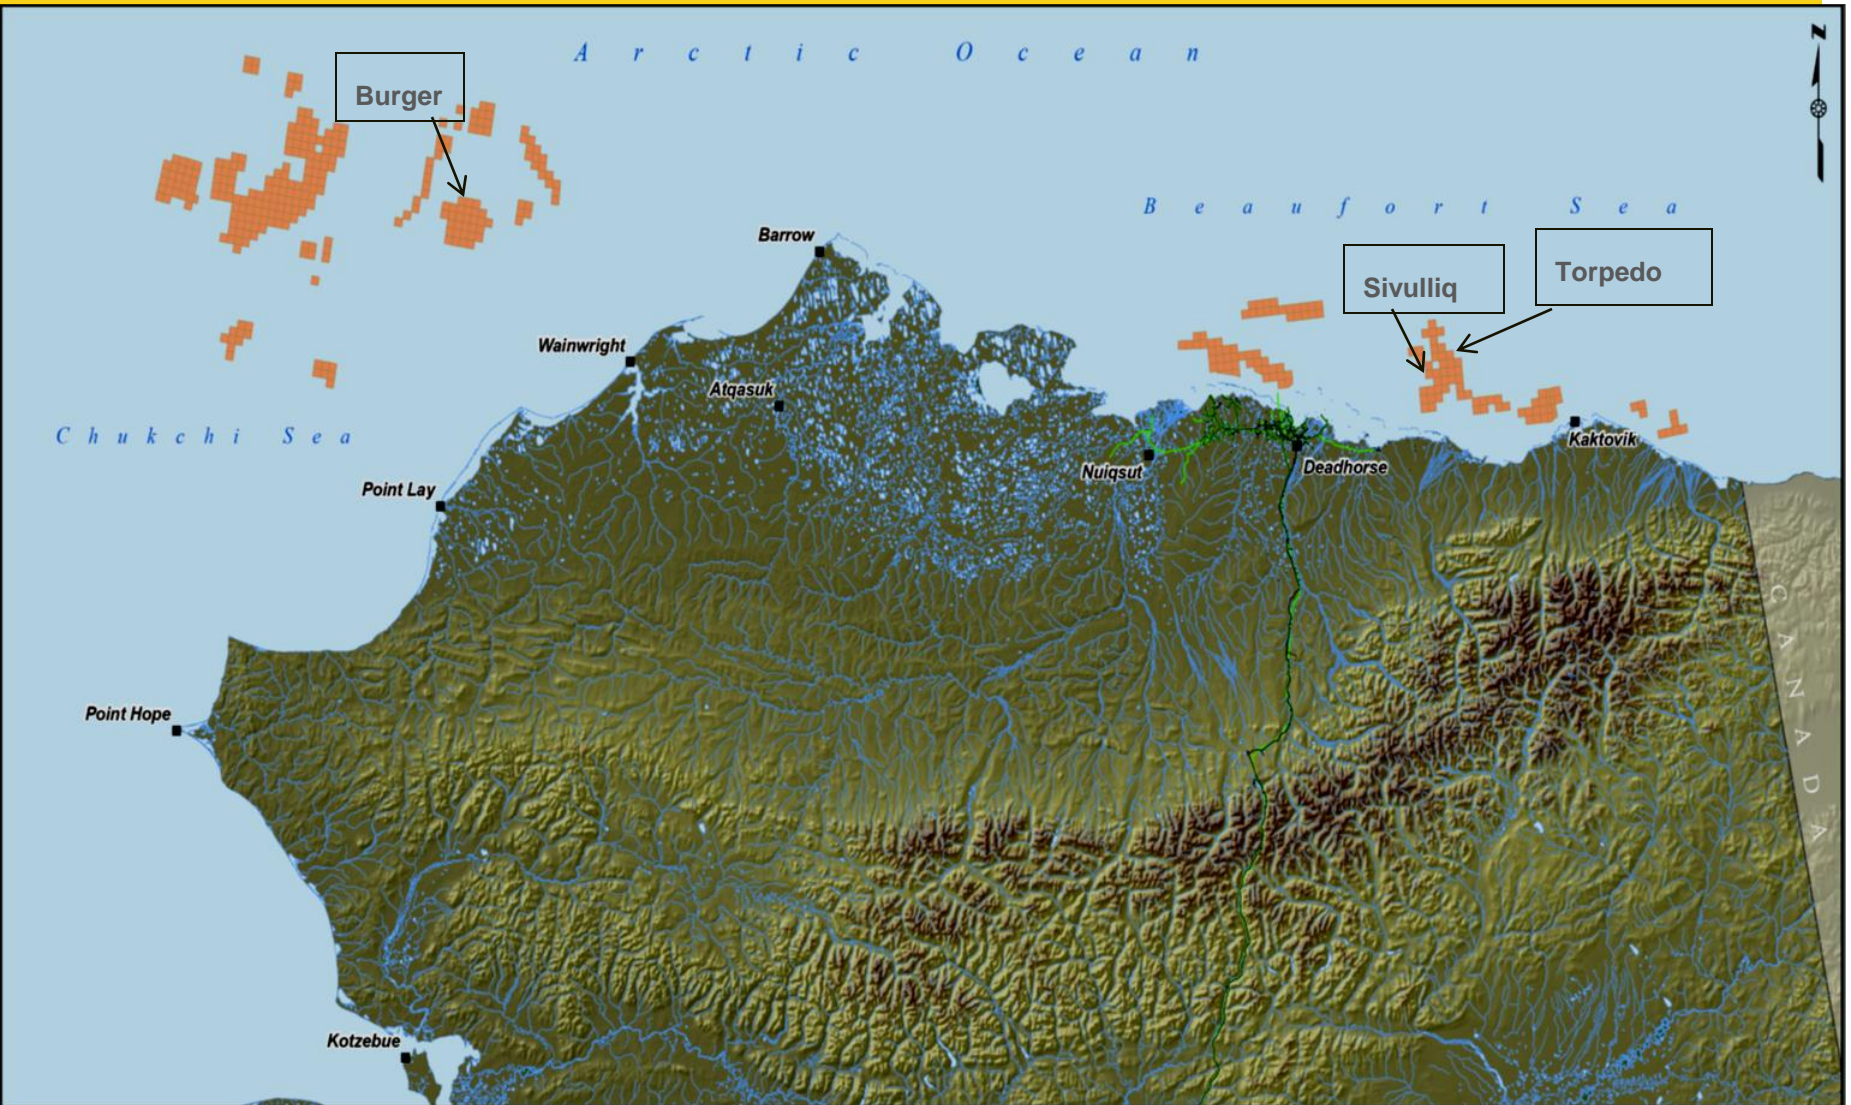 N
Arctic Ocean
Burger
Beaufort Sea
Barrow
Torpedo
Sivulliq
Wainwright
Atqasuk
Chukchi Sea
Kaktovik
Nuiqsut
Deadhorse
Point Lay
CANADA
Point Hope
Kotzebue